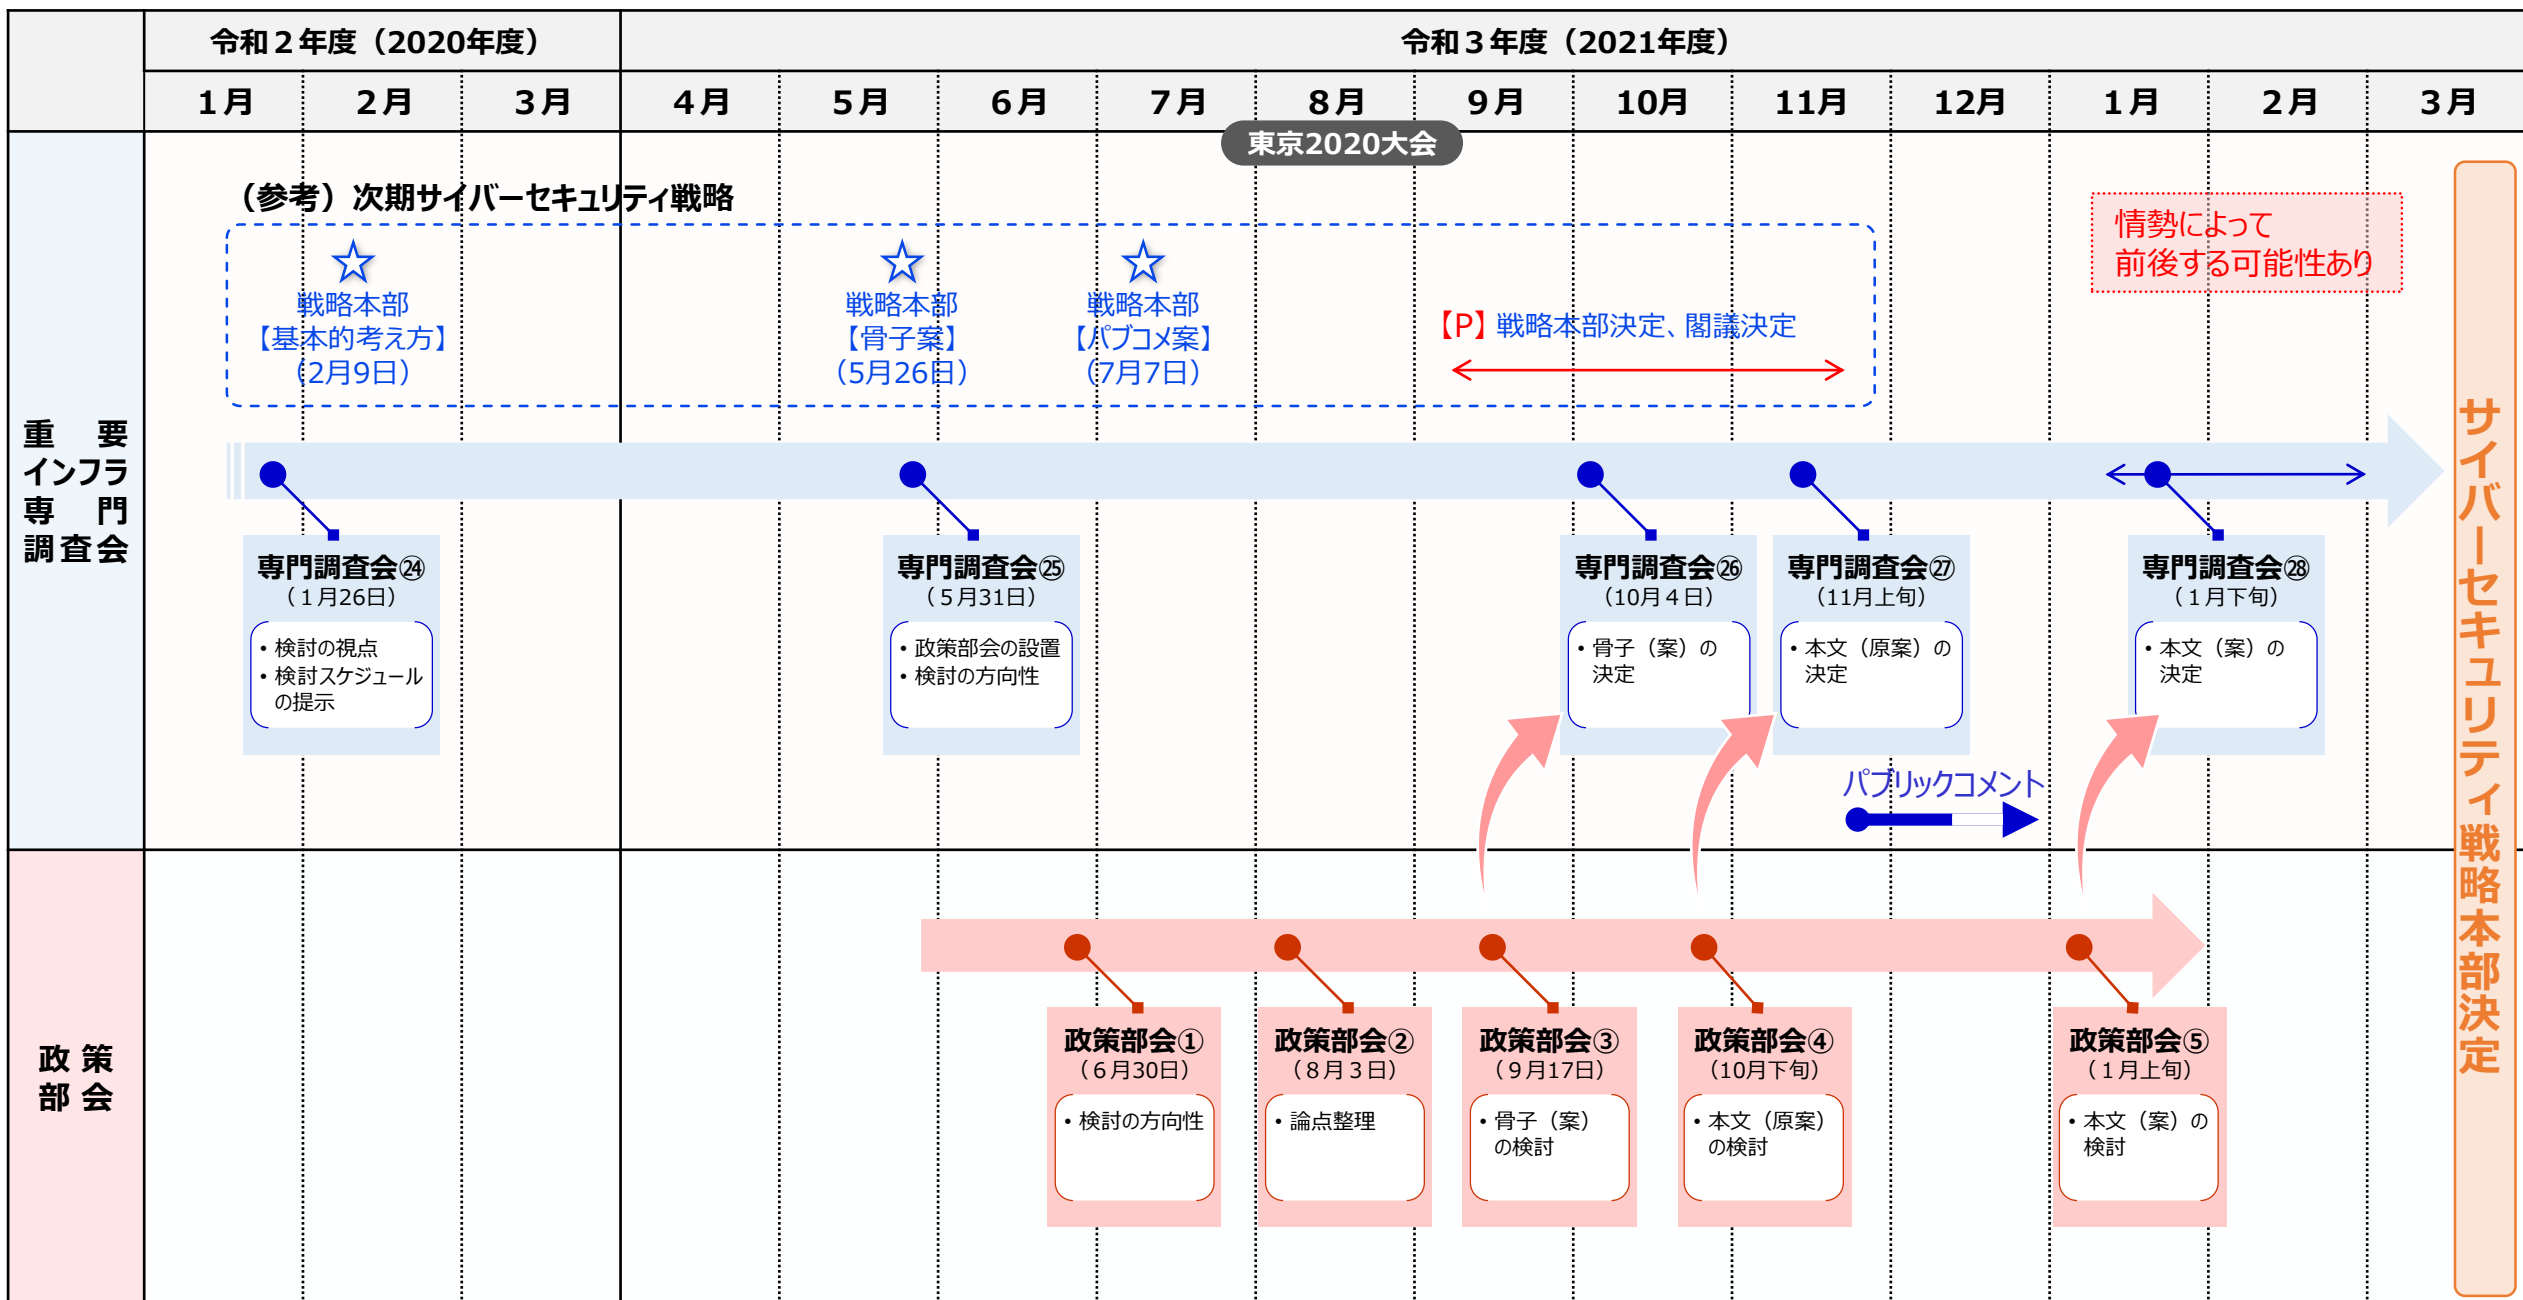 令和２年度（2020年度）
令和３年度（2021年度）
１月
２月
３月
４月
５月
６月
７月
８月
９月
10月
11月
12月
１月
２月
３月
東京2020大会
重要
インフラ
専門
調査会
（参考）次期サイバーセキュリティ戦略
戦略本部
【基本的考え方】
（2月9日）
戦略本部
【骨子案】
（5月26日）
戦略本部
【パブコメ案】
（7月7日）
【P】戦略本部決定、閣議決定
情勢によって
前後する可能性あり
専門調査会㉔
（１月26日）
・検討の視点
・検討スケジュール
の提示
専門調査会㉕
（５月31日）
・政策部会の設置
・検討の方向性
専門調査会㉖
（10月４日）
・骨子（案）の
決定
専門調査会㉗
（11月上旬）
・本文（原案）の
決定
専門調査会㉘
（１月下旬）
・本文（案）の
決定
パブリックコメント
サイバーセキュリティ戦略本部決定
政策
部会
政策部会①
（６月30日）
・検討の方向性
政策部会②
（８月３日）
・論点整理
政策部会③
（９月17日）
・骨子（案）
の検討
政策部会④
（10月下旬）
・本文（原案）
の検討
政策部会⑤
（１月上旬）
・本文（案）の
検討